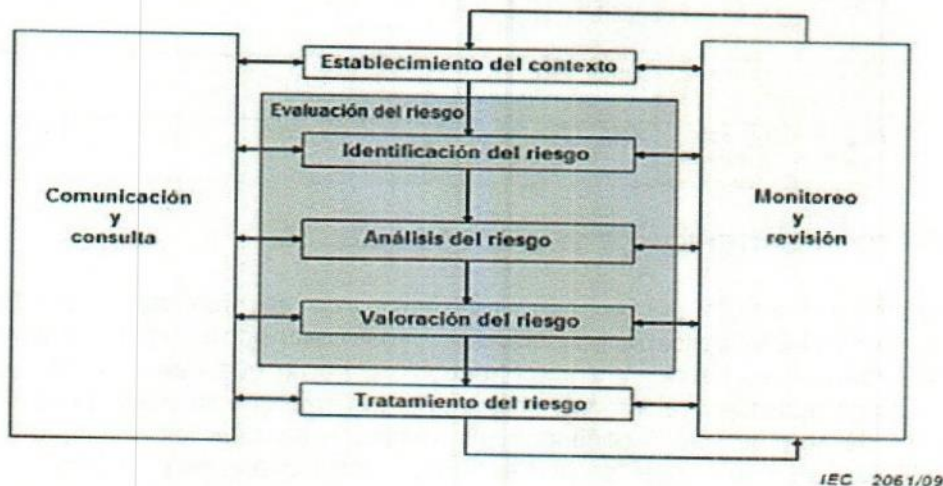 Establecimiento del contexto
Evaluación del riesgo
Identificación del riesgo
Comunicación
y
consulta
Monitoreo
y
revisión
Análisis del riesgo
Valoración del riesgo
Tratamiento del riesgo
IEC 2061/09